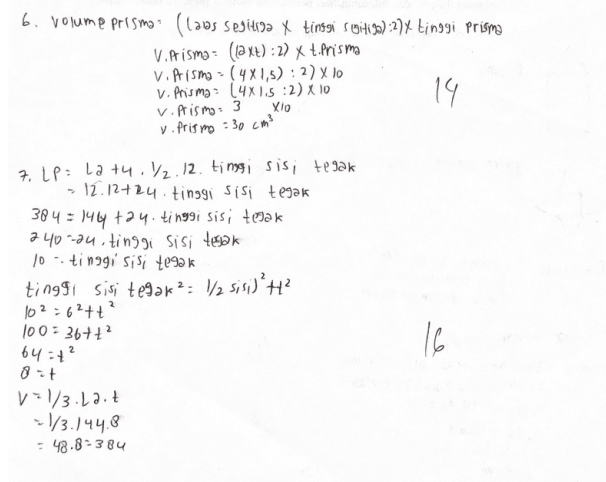 6. Volume prisma = ((alas segitiga x tinggi segitiga):2) x tinggi prisma
V. Prisma = ((axt) : 2) x t. Prisma
V. Prisma = (4 x 1,5) : 2) x 10
V. Prisma = (4 x 1,5 : 2) x 10
V. Prisma = 3 x 10
V. Prisma = 30 cm³
14
7. LP = La + 4 . 1/2 . 12 . tinggi sisi tegak
= 12.12 + 24 . tinggi sisi tegak
384 = 144 + 24 . tinggi sisi tegak
240 = 24 . tinggi sisi tegak
10 = . tinggi sisi tegak
tinggi sisi tegak² = 1/2 sisi)² + t²
10² = 6² + t²
100 = 36 + t²
64 = t²
8 = t
16
V = 1/3 . La . t
= 1/3 . 144 . 8
= 48 . 8 = 384